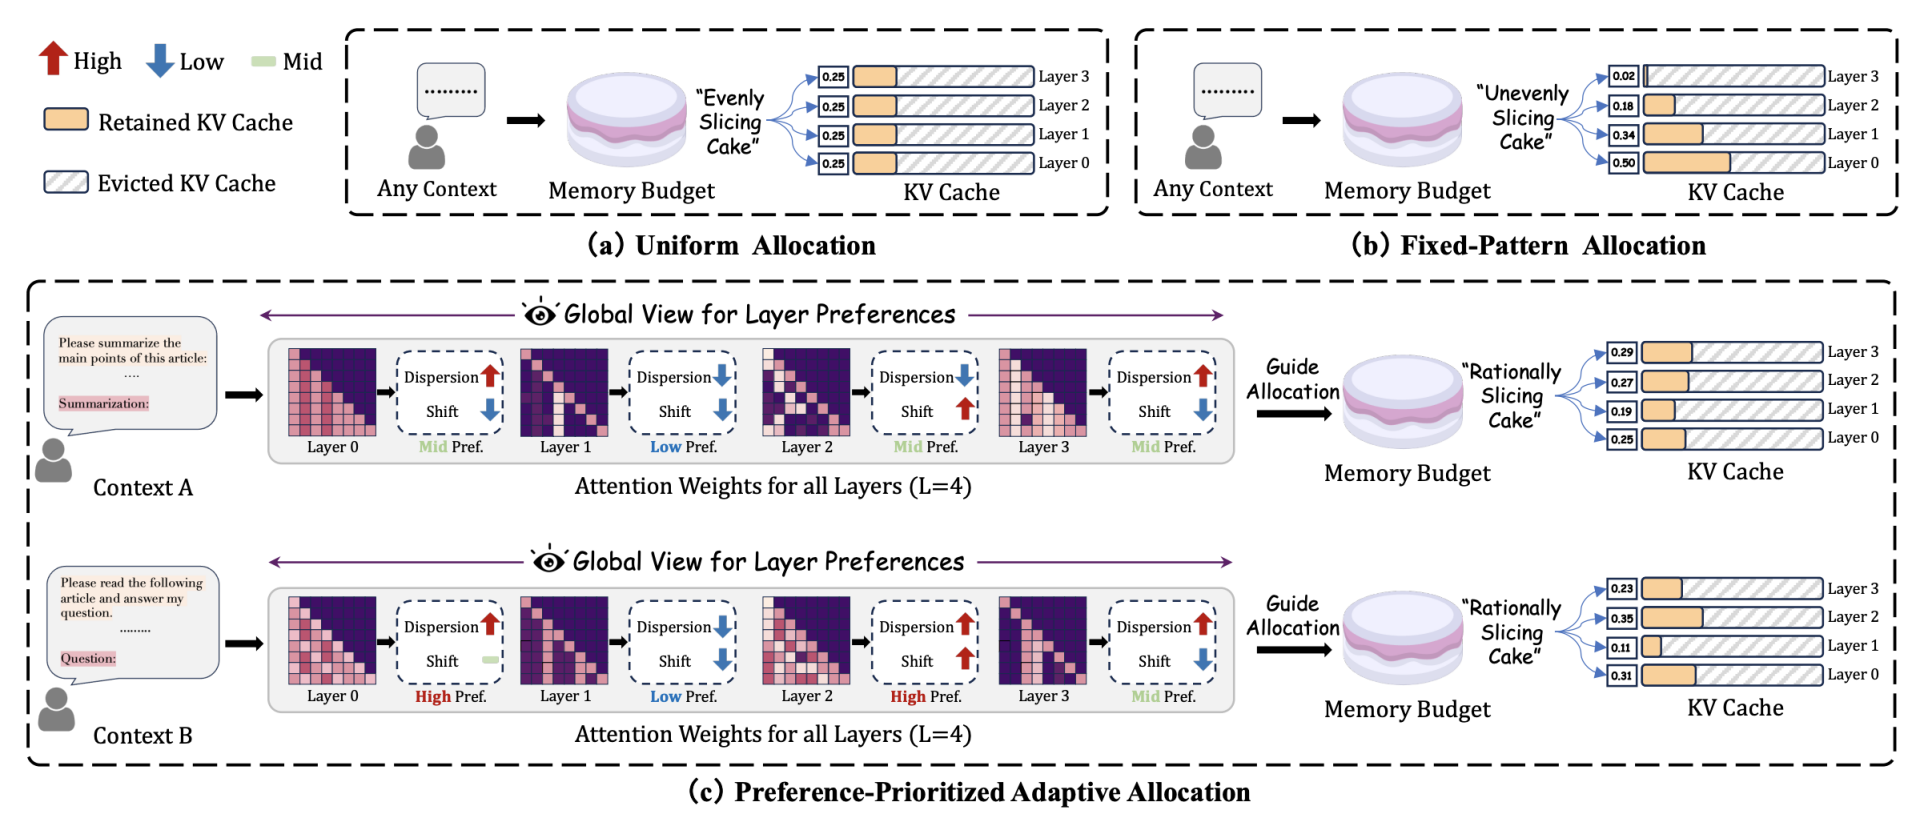 High Low Mid
Retained KV Cache
Evicted KV Cache
.........
Any Context
Memory Budget
“Evenly
Slicing
Cake”
0.25 Layer 3
0.25 Layer 2
0.25 Layer 1
0.25 Layer 0
KV Cache
(a) Uniform Allocation
.........
Any Context
Memory Budget
“Unevenly
Slicing
Cake”
0.02 Layer 3
0.18 Layer 2
0.34 Layer 1
0.50 Layer 0
KV Cache
(b) Fixed-Pattern Allocation
Global View for Layer Preferences
Please summarize the
main points of this article:
....
Summarization:
Context A
Dispersion
Shift
Layer 0 Mid Pref.
Dispersion
Shift
Layer 1 Low Pref.
Dispersion
Shift
Layer 2 Mid Pref.
Dispersion
Shift
Layer 3 Mid Pref.
Attention Weights for all Layers (L=4)
Guide
Allocation
Memory Budget
“Rationally
Slicing
Cake”
0.29 Layer 3
0.27 Layer 2
0.19 Layer 1
0.25 Layer 0
KV Cache
Global View for Layer Preferences
Please read the following
article and answer my
question.
.........
Question:
Context B
Dispersion
Shift
Layer 0 High Pref.
Dispersion
Shift
Layer 1 Low Pref.
Dispersion
Shift
Layer 2 High Pref.
Dispersion
Shift
Layer 3 Mid Pref.
Attention Weights for all Layers (L=4)
Guide
Allocation
Memory Budget
“Rationally
Slicing
Cake”
0.23 Layer 3
0.35 Layer 2
0.11 Layer 1
0.31 Layer 0
KV Cache
(c) Preference-Prioritized Adaptive Allocation